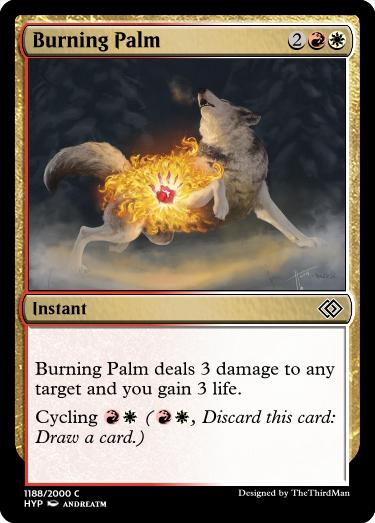 Burning Palm 2
Instant
Burning Palm deals 3 damage to any
target and you gain 3 life.
Cycling ( , Discard this card:
Draw a card.)
1188/2000 C
HYP ANDREATM
Designed by TheThirdMan